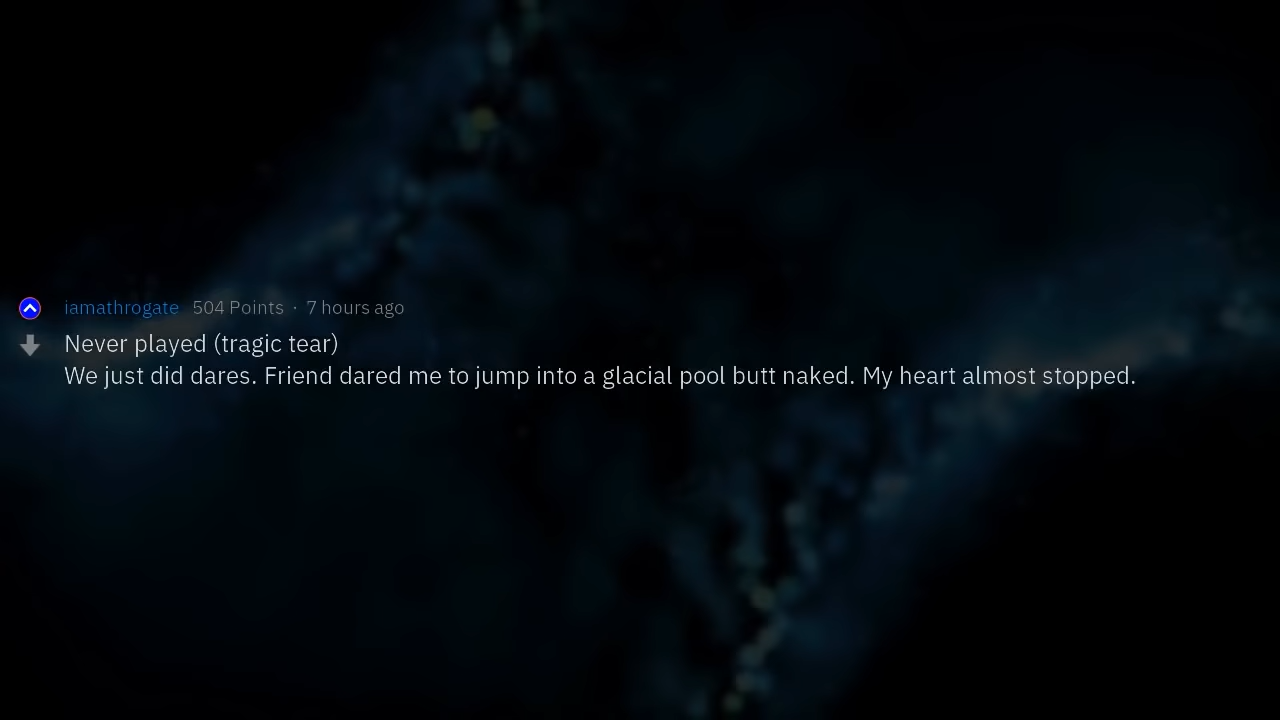 iamathrogate 504 Points · 7 hours ago
Never played (tragic tear)
We just did dares. Friend dared me to jump into a glacial pool butt naked. My heart almost stopped.